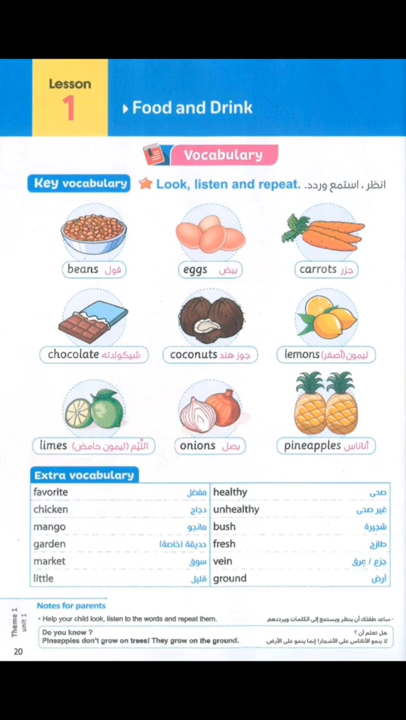 Lesson
1
Food and Drink
Vocabulary
Key vocabulary
Look, listen and repeat. انظر ، استمع وردد.
beans فول
eggs بيض
carrots جزر
chocolate شيكولاته
coconuts جوز هند
lemons ليمون(أصفر)
limes اللَّيْم (ليمون حامض)
onions بصل
pineapples أناناس
Extra vocabulary
favorite مفضل
healthy صحى
chicken دجاج
unhealthy غير صحى
mango مانجو
bush شجيرة
garden حديقة (خاصة)
fresh طازج
market سوق
vein جزع / عرق
little قليل
ground أرض
Notes for parents
• Help your child look, listen to the words and repeat them.
- ساعد طفلك أن ينظر ويستمع إلى الكلمات ويرددهم.
Do you know ?
هل تعلم أن ؟
Pineapples don't grow on trees! They grow on the ground.
لا ينمو الأناناس على الأشجار! إنما ينمو على الأرض.
Theme 1
unit 1
20